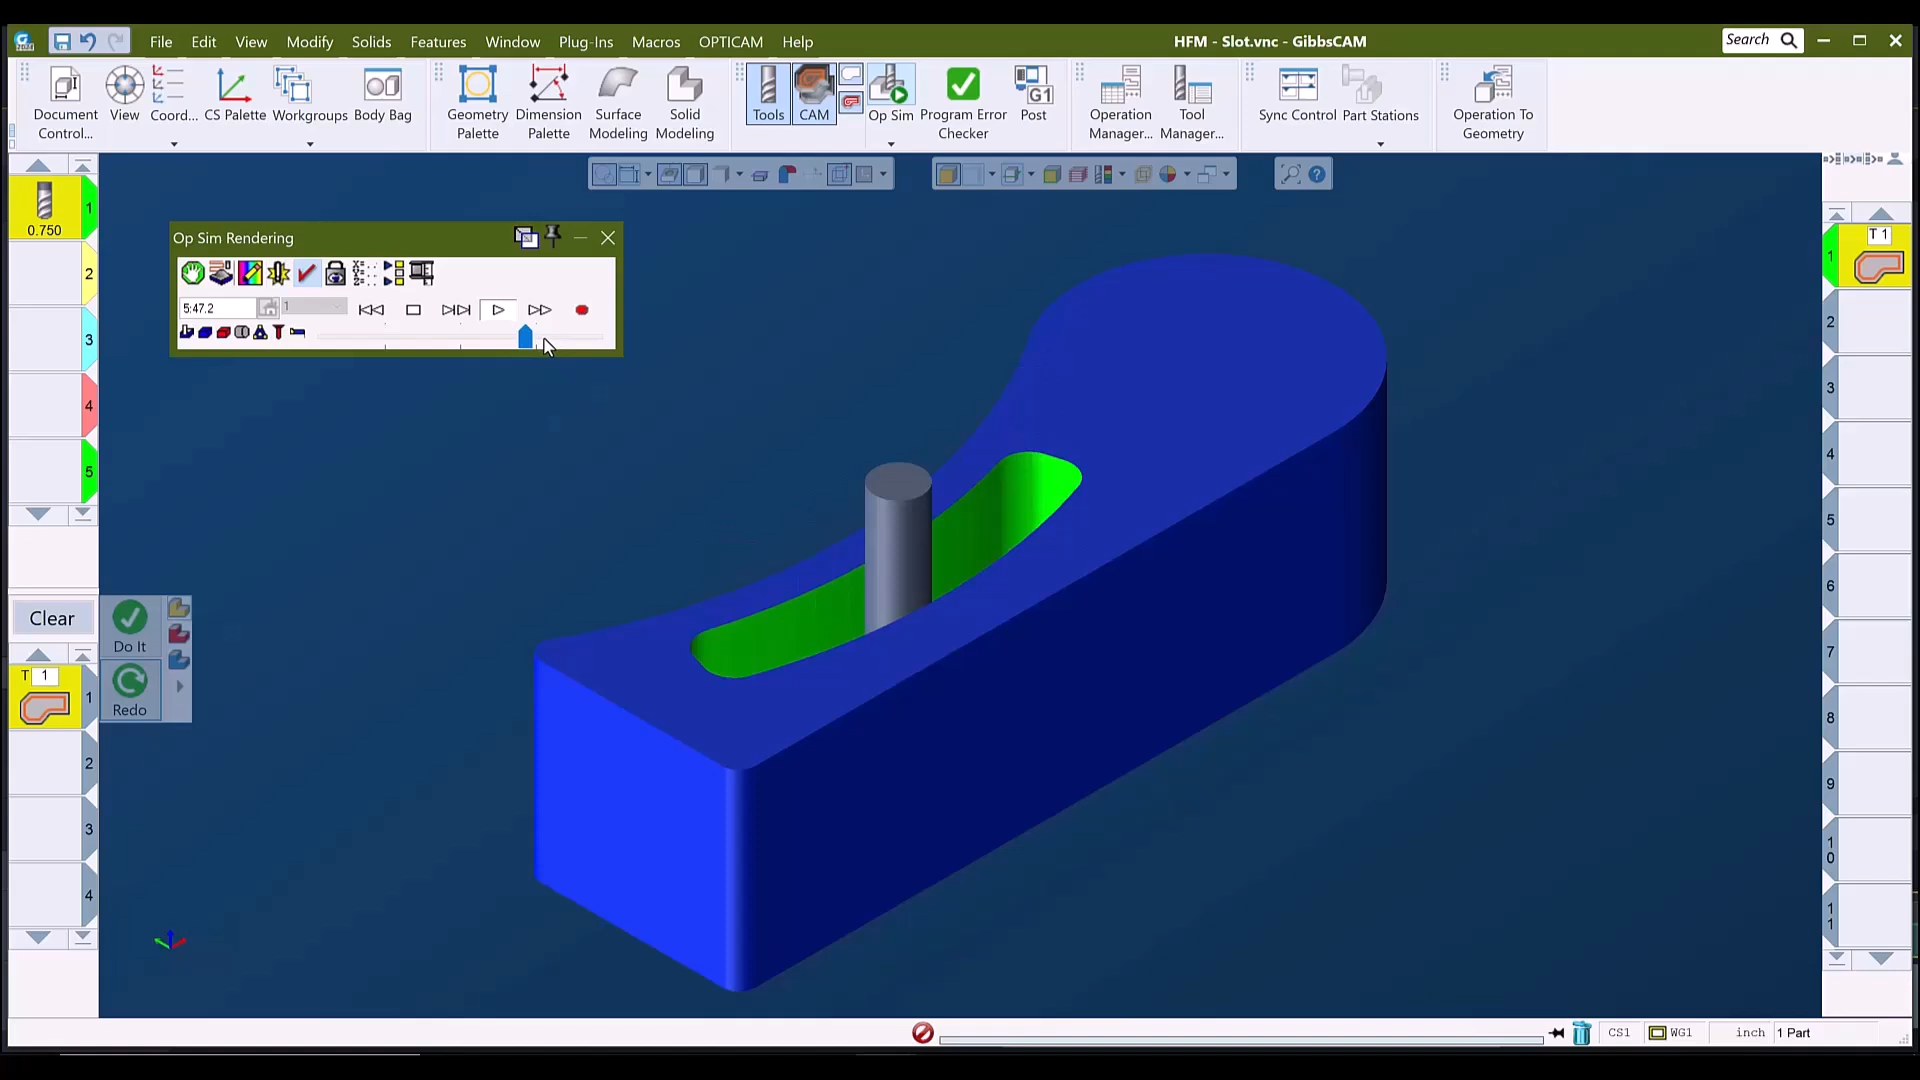 File Edit View Modify Solids Features Window Plug-Ins Macros OPTICAM Help
HFM - Slot.vnc - GibbsCAM
Search
2024
Document Control...
View
Coord...
CS Palette
Workgroups
Body Bag
Geometry Palette
Dimension Palette
Surface Modeling
Solid Modeling
Tools
CAM
Op Sim
Program Error Checker
G1
Post
Operation Manager...
Tool Manager...
Sync Control
Part Stations
Operation To Geometry
1
0.750
2
3
4
5
Op Sim Rendering
5:47.2
1
Clear
Do It
Redo
T 1
1
2
3
4
T 1
1
2
3
4
5
6
7
8
9
10
11
CS1
WG1
inch
1 Part